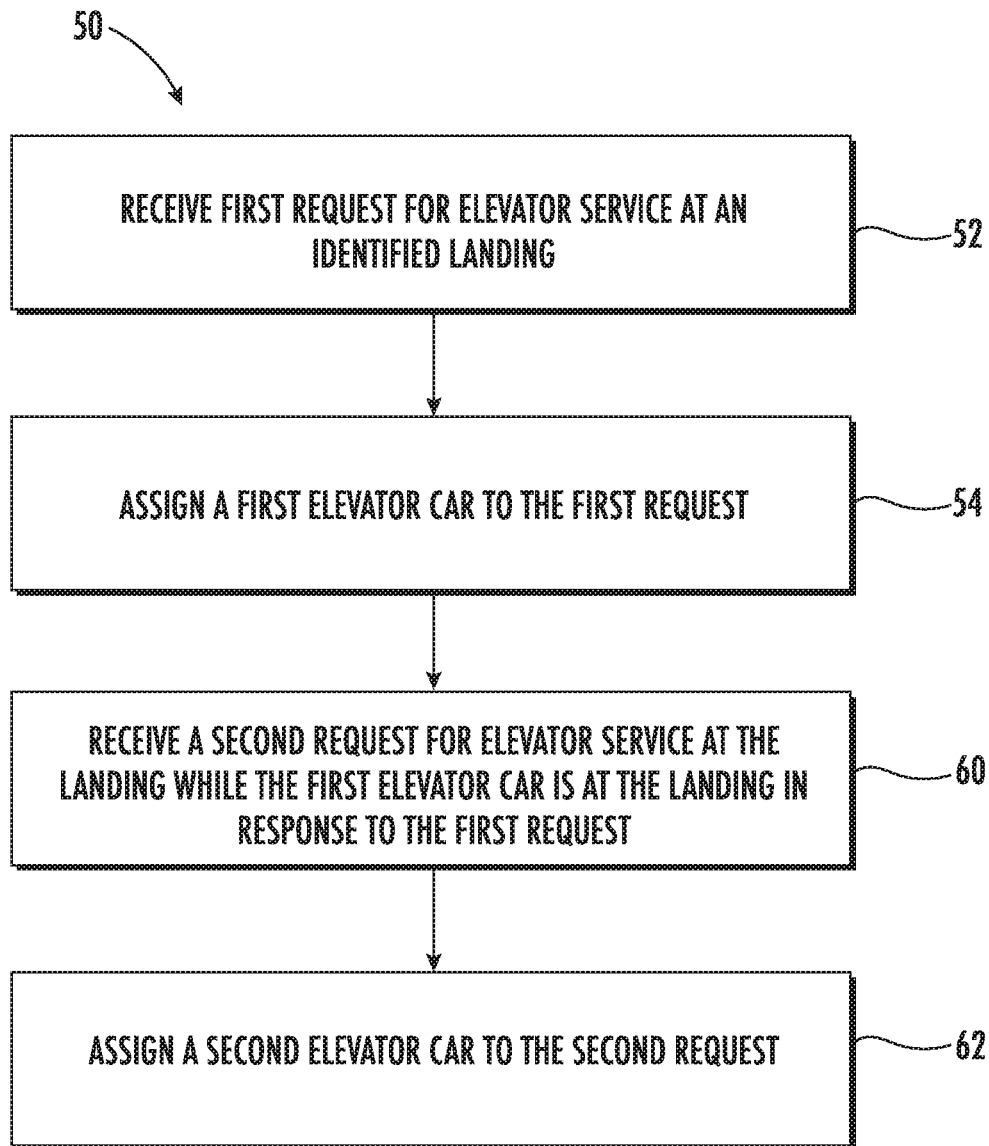 50
RECEIVE FIRST REQUEST FOR ELEVATOR SERVICE AT AN
IDENTIFIED LANDING
52
ASSIGN A FIRST ELEVATOR CAR TO THE FIRST REQUEST
54
RECEIVE A SECOND REQUEST FOR ELEVATOR SERVICE AT THE
LANDING WHILE THE FIRST ELEVATOR CAR IS AT THE LANDING IN
RESPONSE TO THE FIRST REQUEST
60
ASSIGN A SECOND ELEVATOR CAR TO THE SECOND REQUEST
62